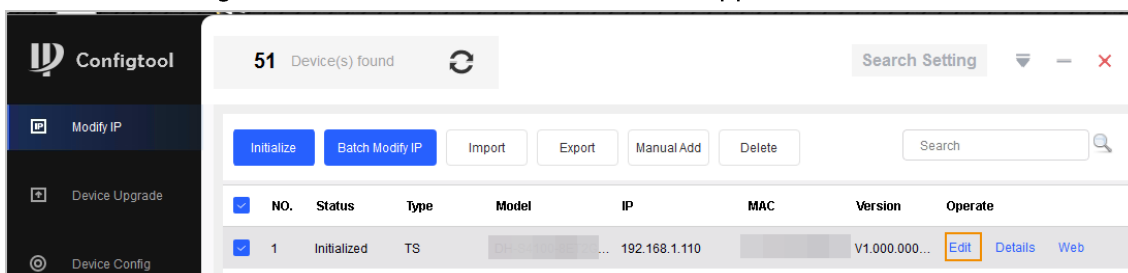 Configtool
51 Device(s) found
Search Setting
Modify IP
Initialize Batch Modify IP Import Export Manual Add Delete Search
Device Upgrade
NO. Status Type Model IP MAC Version Operate
1 Initialized TS ... 192.168.1.110 V1.000.000... Edit Details Web
Device Config